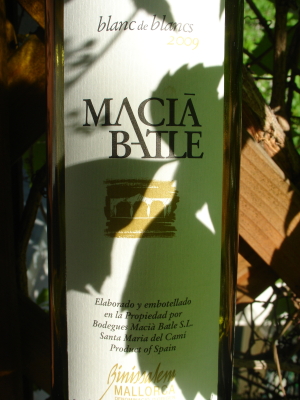 blanc de blancs
2009
MACIÀ
BATLE
Elaborado y embotellado
en la Propiedad por
Bodegues Macià Batle S.L.
Santa Maria del Camí
Product of Spain
Binissalem
MALLORCA